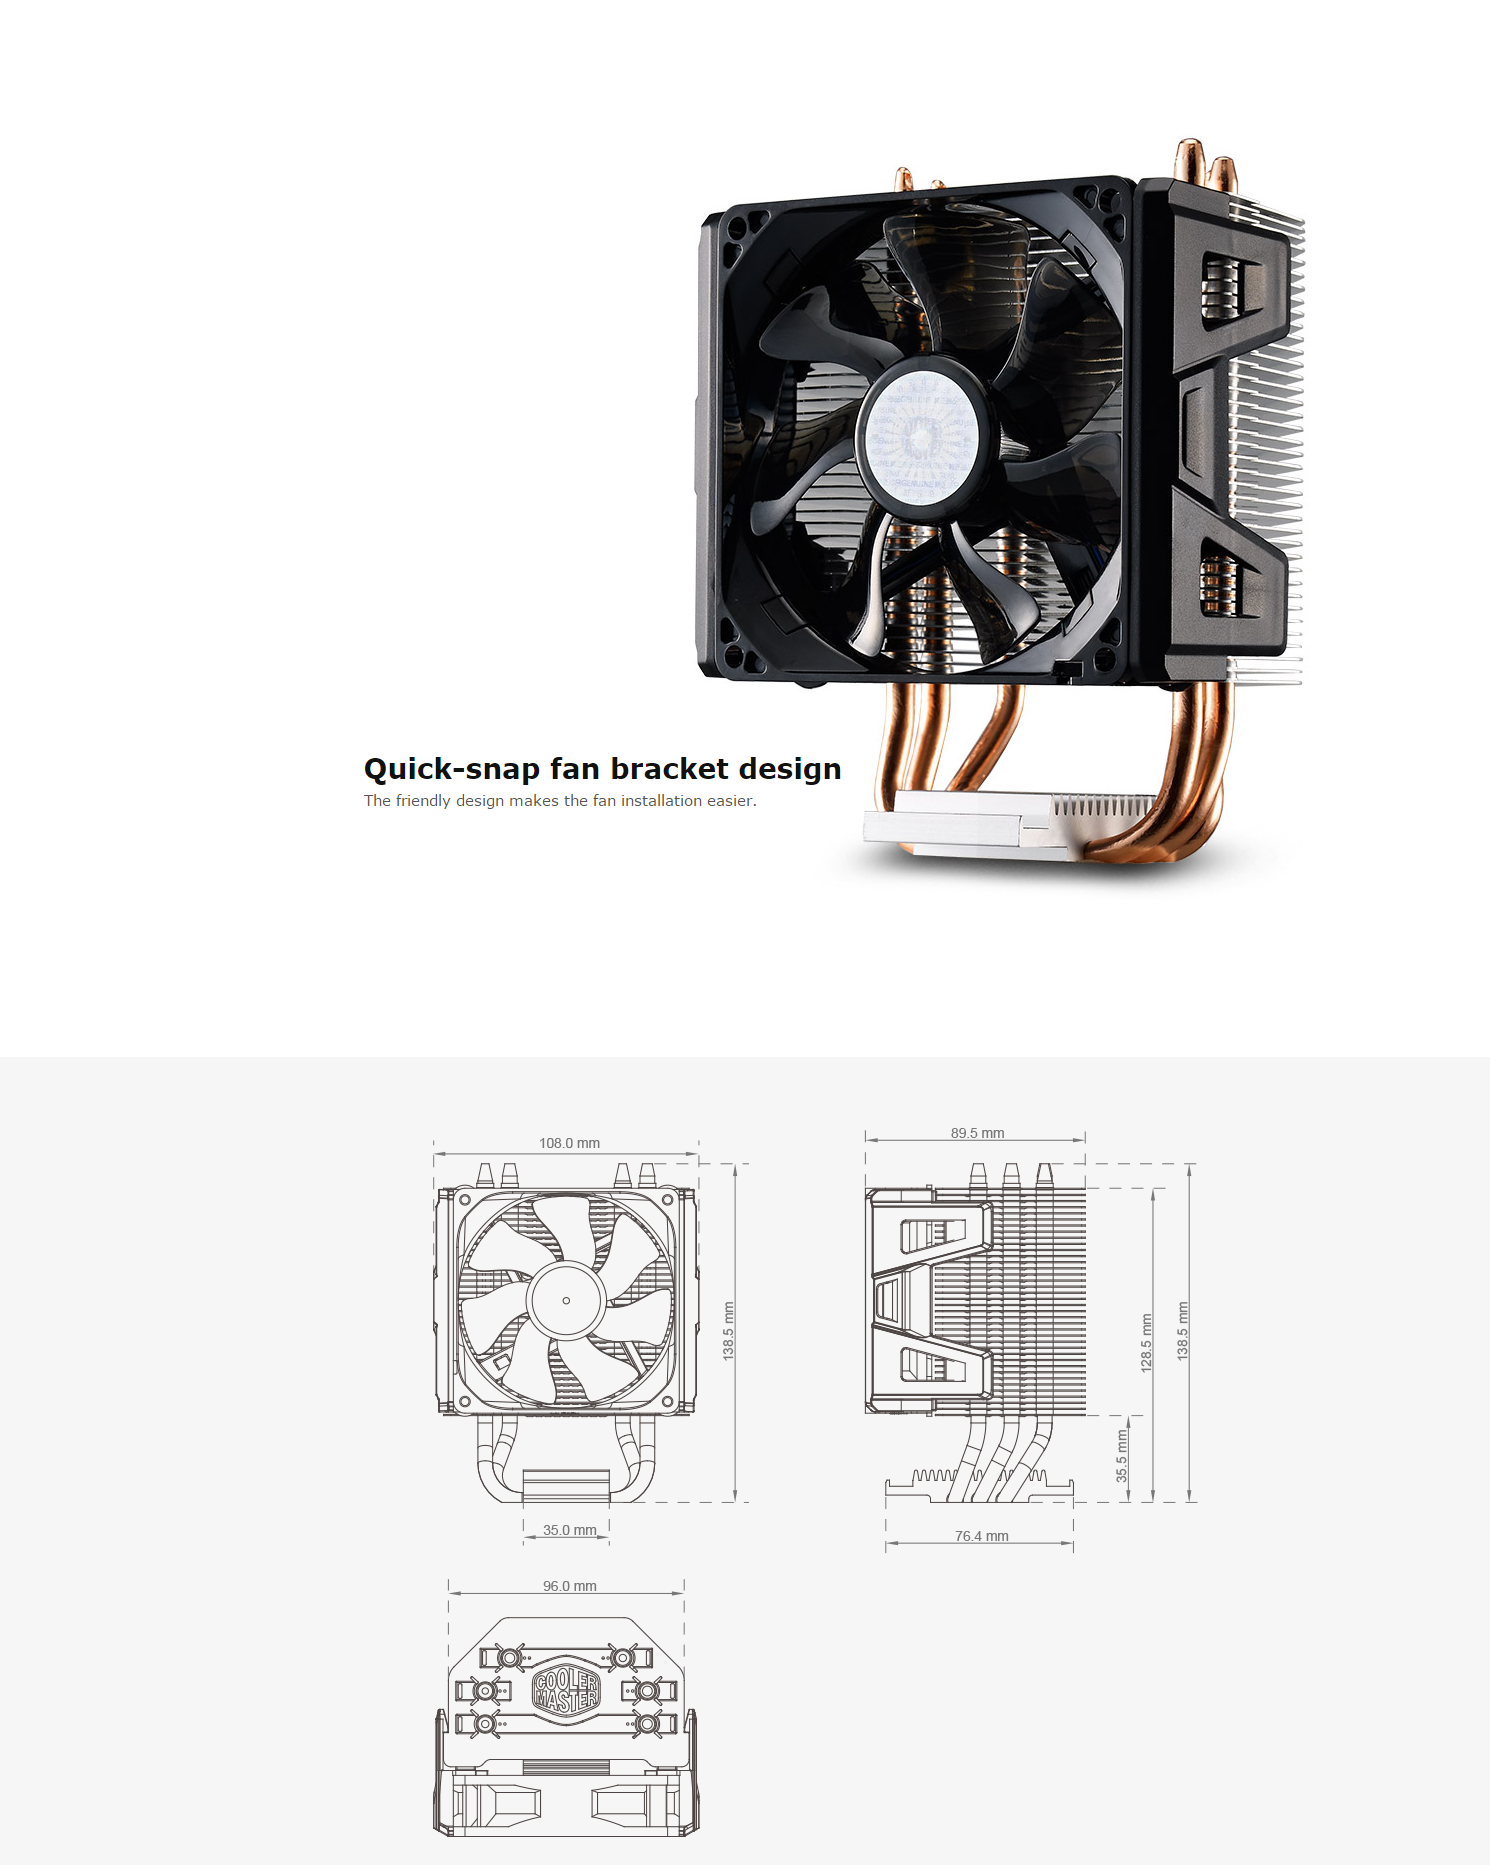 Quick-snap fan bracket design
The friendly design makes the fan installation easier.
108.0 mm
138.5 mm
35.0 mm
89.5 mm
35.5 mm
128.5 mm
138.5 mm
76.4 mm
96.0 mm
COOLER
MASTER